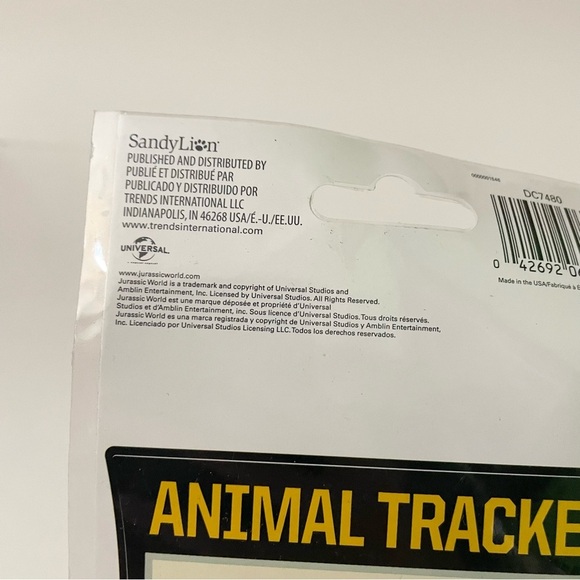 SandyLion
PUBLISHED AND DISTRIBUTED BY
PUBLIÉ ET DISTRIBUÉ PAR
PUBLICADO Y DISTRIBUIDO POR
TRENDS INTERNATIONAL LLC
INDIANAPOLIS, IN 46268 USA/É.-U./EE.UU.
www.trendsinternational.com
UNIVERSAL
www.jurassicworld.com
Jurassic World is a trademark and copyright of Universal Studios and
Amblin Entertainment, Inc. Licensed by Universal Studios. All Rights Reserved.
Jurassic World est une marque déposée et propriété d'Universal
Studios et d'Amblin Entertainment, inc. Sous licence d'Universal Studios. Tous droits réservés.
Jurassic World es una marca registrada y copyright de Universal Studios y Amblin Entertainment,
Inc. Licenciado por Universal Studios Licensing LLC. Todos los derechos reservados.
DC7480
0 42692 0
Made in the USA/Fabriqué à
ANIMAL TRACKE